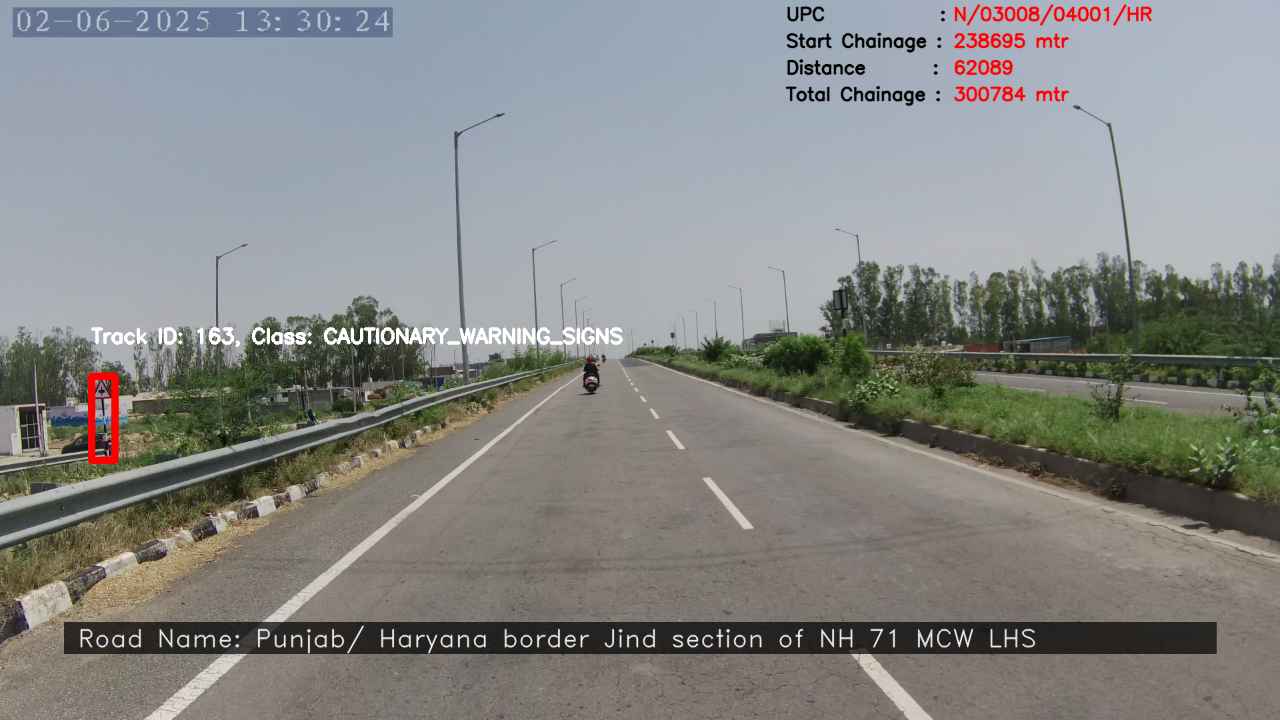 02-06-2025 13:30:24
UPC : N/03008/04001/HR
Start Chainage : 238695 mtr
Distance : 62089
Total Chainage : 300784 mtr
Track ID: 163, Class: CAUTIONARY_WARNING_SIGNS
Road Name: Punjab/ Haryana border Jind section of NH 71 MCW LHS